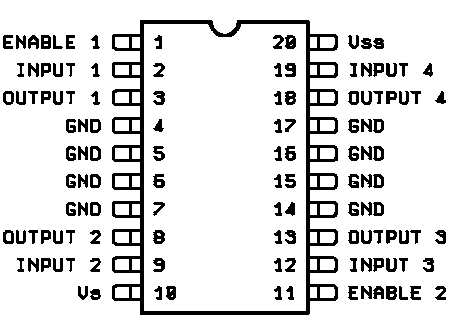 ENABLE 1 1 20 Vss
INPUT 1 2 19 INPUT 4
OUTPUT 1 3 18 OUTPUT 4
GND 4 17 GND
GND 5 16 GND
GND 6 15 GND
GND 7 14 GND
OUTPUT 2 8 13 OUTPUT 3
INPUT 2 9 12 INPUT 3
Vs 10 11 ENABLE 2